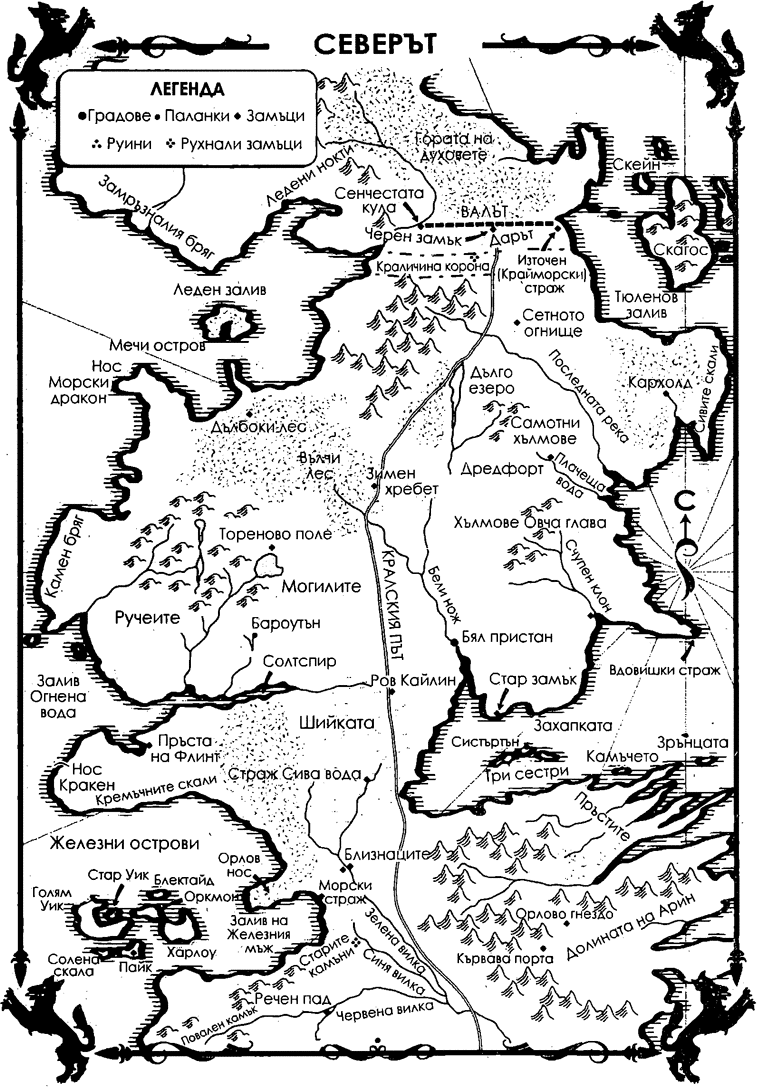 СЕВЕРЪТ
ЛЕГЕНДА
Градове Паланки Замъци
Руини Рухнали замъци
Гората на
духовете
Скейн
Замръзналия бряг
Ледени нокти
Сенчестата
кула
ВАЛЪТ
Черен замък
Дарът
Източен
(Крайморски)
страж
Скагос
Краличина корона
Леден залив
Тюленов
залив
Сетното
огнище
Мечи остров
Нос
Морски
дракон
Дълго
езеро
Последната река
Кархолд
Сивите скали
Дълбоки лес
Самотни
хълмове
Вълчи
лес
Зимен
хребет
Дредфорт
Плачеща
вода
С
Камен бряг
Тореново поле
Хълмове Овча глава
Могилите
КРАЛСКИЯ ПЪТ
Бели нож
Счупен клон
Ручеите
Бароутън
Бял пристан
Солтспир
Вдовишки страж
Залив
Огнена
вода
Ров Кайлин
Стар замък
Шийката
Захапката
Пръста
на Флинт
Систъртън
Зрънцата
Камъчето
Нос
Кракен
Кремъчните скали
Страж Сива вода
Три сестри
Пръстите
Железни острови
Орлов
нос
Близнаците
Стар Уик
Блектайд
Голям
Уик
Оркмон
Морски
страж
Залив на
Железния
мъж
Зелена вилка
Орлово гнездо
Долината на Арин
Солена
скала
Пайк
Харлоу
Старите
камъни
Синя вилка
Кървава порта
Речен пад
Повален камък
Червена вилка